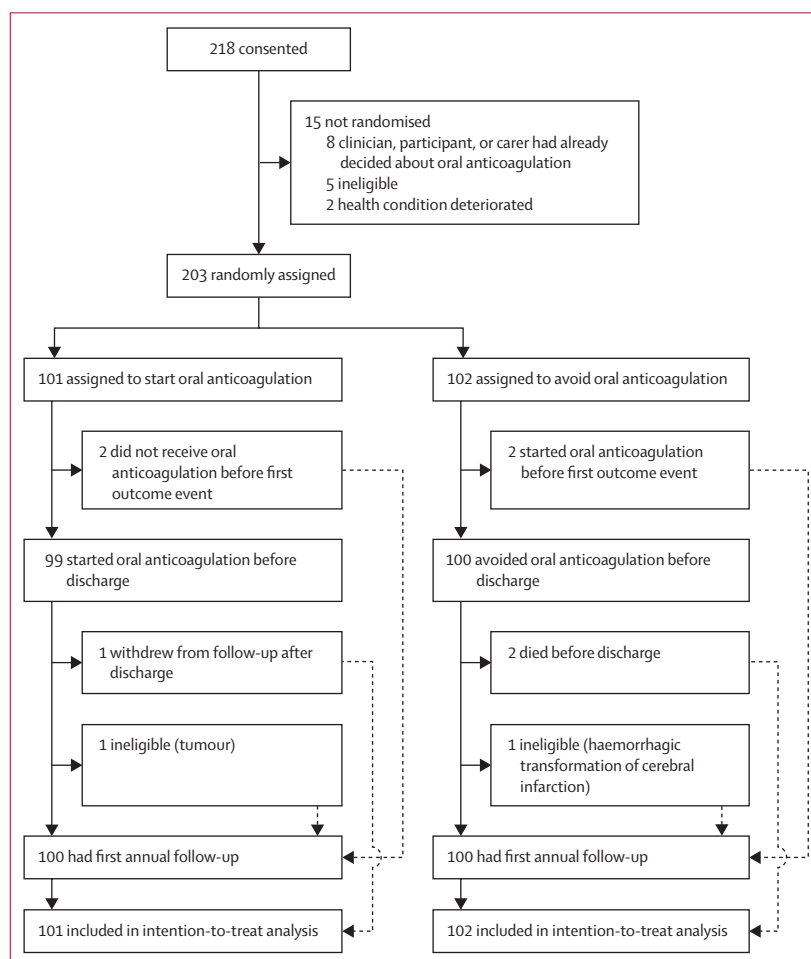 218 consented
15 not randomised
8 clinician, participant, or carer had already
decided about oral anticoagulation
5 ineligible
2 health condition deteriorated
203 randomly assigned
101 assigned to start oral anticoagulation
102 assigned to avoid oral anticoagulation
2 did not receive oral
anticoagulation before first
outcome event
2 started oral anticoagulation
before first outcome event
99 started oral anticoagulation before
discharge
100 avoided oral anticoagulation before
discharge
1 withdrew from follow-up after
discharge
2 died before discharge
1 ineligible (tumour)
1 ineligible (haemorrhagic
transformation of cerebral
infarction)
100 had first annual follow-up
100 had first annual follow-up
101 included in intention-to-treat analysis
102 included in intention-to-treat analysis